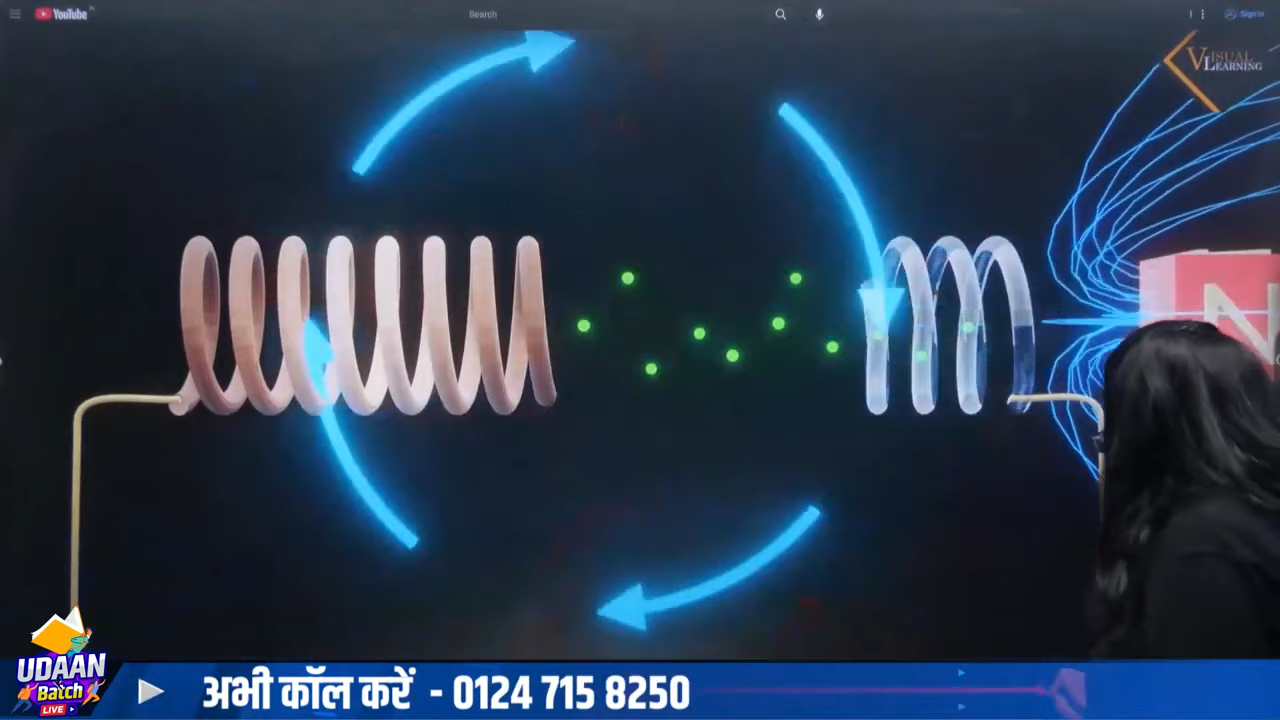 YouTube
Search
Sign in
VISUAL
LEARNING
N
UDAAN
Batch
LIVE
अभी कॉल करें - 0124 715 8250